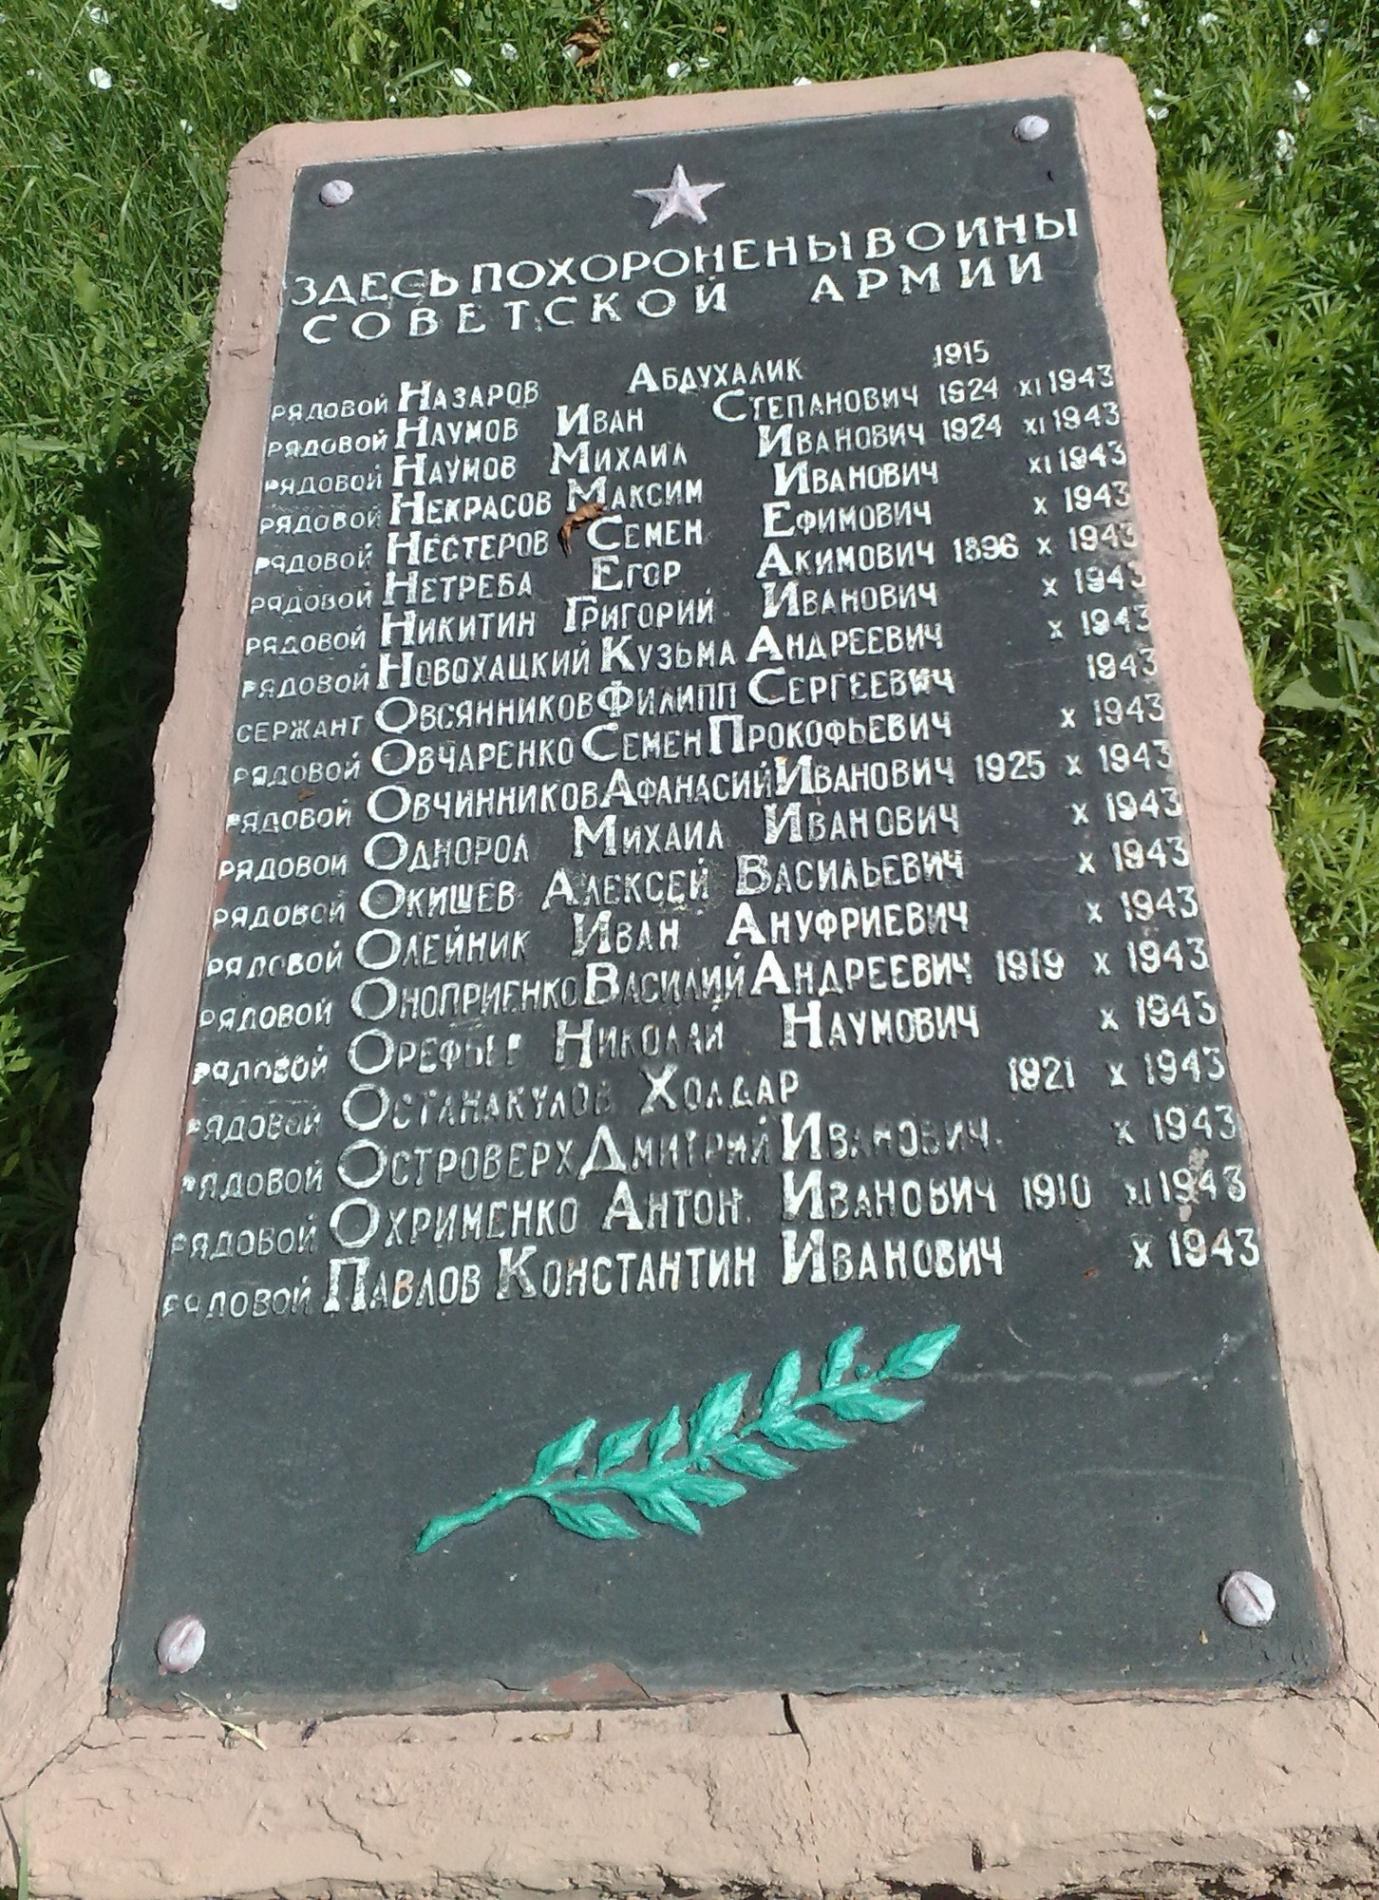 ЗДЕСЬ ПОХОРОНЕНЫ ВОИНЫ
СОВЕТСКОЙ АРМИИ
РЯДОВОЙ НАЗАРОВ АБДУХАЛИК 1915
РЯДОВОЙ НАУМОВ ИВАН СТЕПАНОВИЧ 1924 XI 1943
РЯДОВОЙ НАУМОВ МИХАИЛ ИВАНОВИЧ 1924 XI 1943
РЯДОВОЙ НЕКРАСОВ МАКСИМ ИВАНОВИЧ XI 1943
РЯДОВОЙ НЕСТЕРОВ СЕМЕН ЕФИМОВИЧ X 1943
РЯДОВОЙ НЕТРЕБА ЕГОР АКИМОВИЧ 1896 X 1943
РЯДОВОЙ НИКИТИН ГРИГОРИЙ ИВАНОВИЧ X 1943
РЯДОВОЙ НОВОХАЦКИЙ КУЗЬМА АНДРЕЕВИЧ X 1943
СЕРЖАНТ ОВСЯННИКОВ ФИЛИПП СЕРГЕЕВИЧ 1943
РЯДОВОЙ ОВЧАРЕНКО СЕМЕН ПРОКОФЬЕВИЧ X 1943
РЯДОВОЙ ОВЧИННИКОВ АФАНАСИЙ ИВАНОВИЧ 1925 X 1943
РЯДОВОЙ ОДНОРОЛ МИХАИЛ ИВАНОВИЧ X 1943
РЯДОВОЙ ОКИШЕВ АЛЕКСЕЙ ВАСИЛЬЕВИЧ X 1943
РЯДОВОЙ ОЛЕЙНИК ИВАН АНУФРИЕВИЧ X 1943
РЯДОВОЙ ОНОПРИЕНКО ВАСИЛИЙ АНДРЕЕВИЧ 1919 X 1943
РЯДОВОЙ ОРЕФЬЕВ НИКОЛАЙ НАУМОВИЧ X 1943
РЯДОВОЙ ОСТАНАКУЛОВ ХОЛДАР 1921 X 1943
РЯДОВОЙ ОСТРОВЕРХ ДМИТРИЙ ИВАНОВИЧ X 1943
РЯДОВОЙ ОХРИМЕНКО АНТОН ИВАНОВИЧ 1910 XI 1943
РЯДОВОЙ ПАВЛОВ КОНСТАНТИН ИВАНОВИЧ X 1943